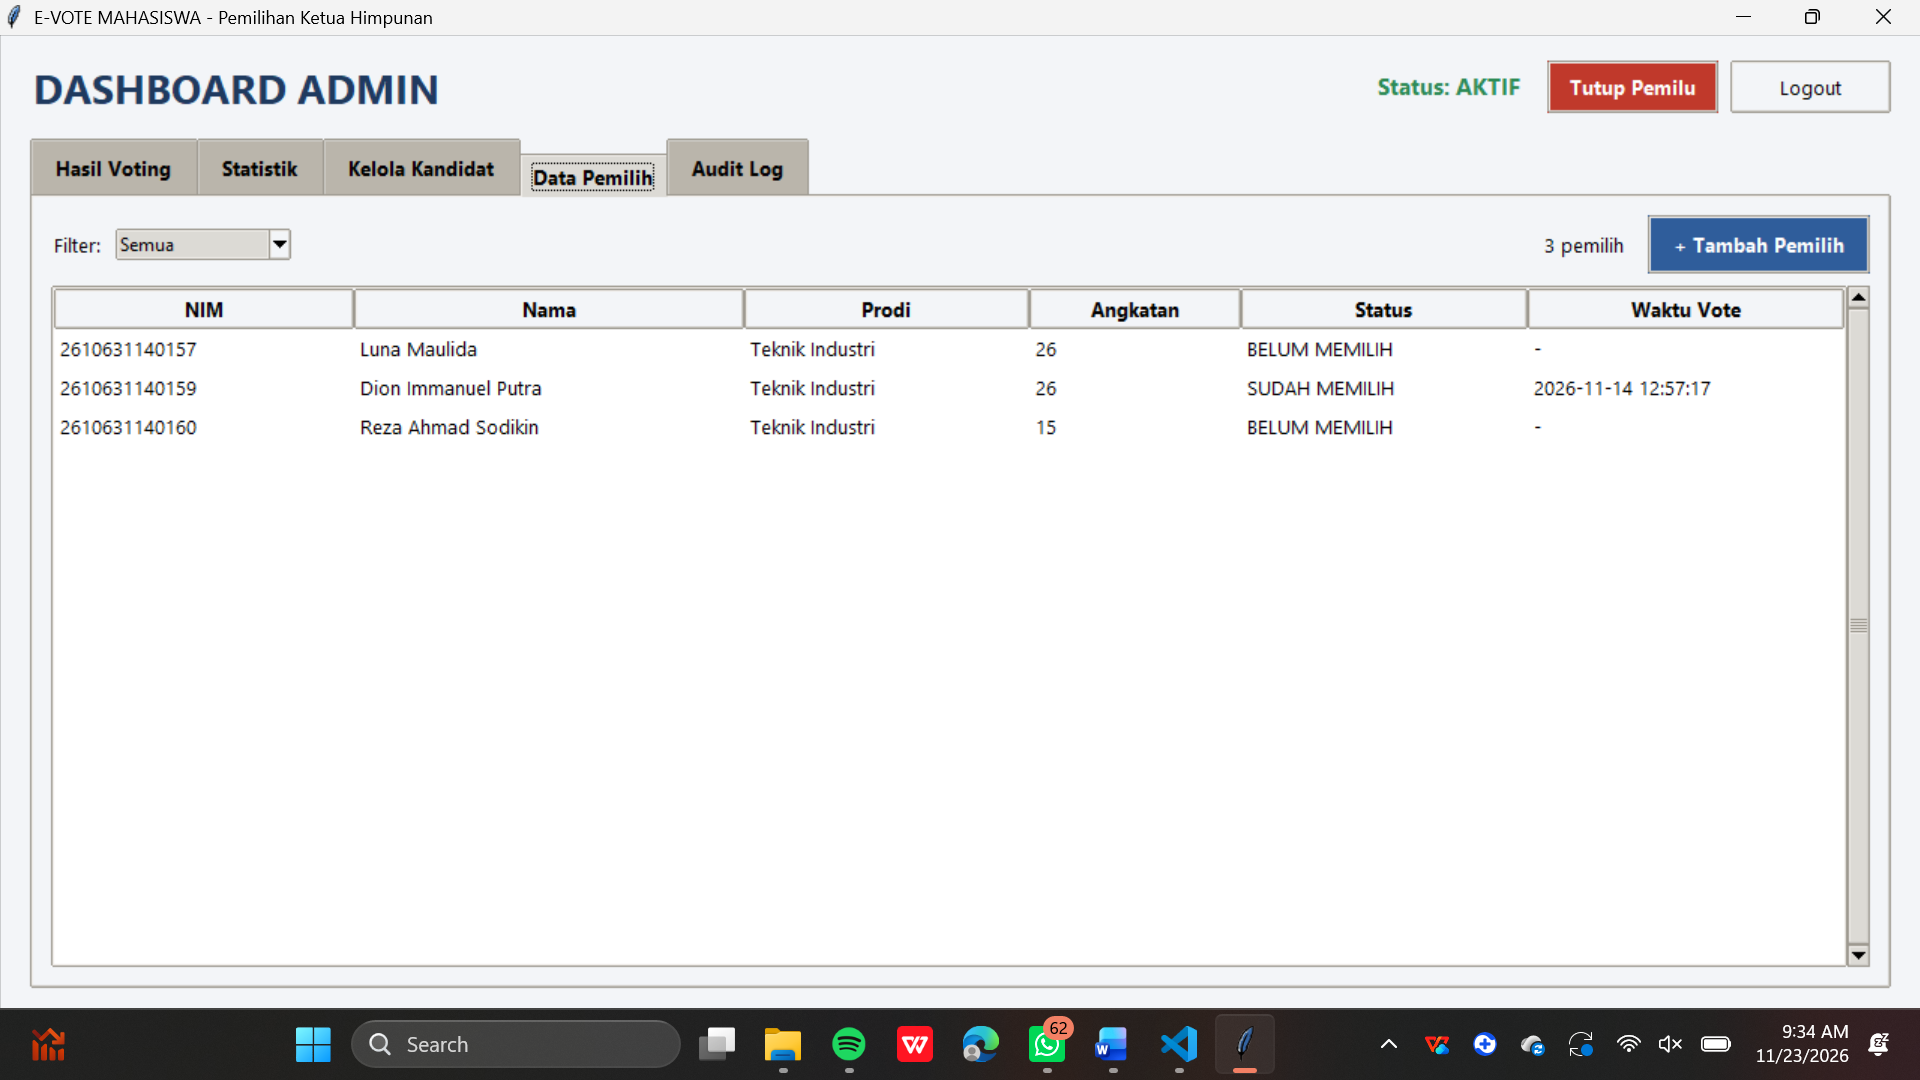 E-VOTE MAHASISWA - Pemilihan Ketua Himpunan
DASHBOARD ADMIN
Status: AKTIF
Tutup Pemilu
Logout
Hasil Voting
Statistik
Kelola Kandidat
Data Pemilih
Audit Log
Filter: Semua
3 pemilih
+ Tambah Pemilih
NIM Nama Prodi Angkatan Status Waktu Vote
2610631140157 Luna Maulida Teknik Industri 26 BELUM MEMILIH -
2610631140159 Dion Immanuel Putra Teknik Industri 26 SUDAH MEMILIH 2026-11-14 12:57:17
2610631140160 Reza Ahmad Sodikin Teknik Industri 15 BELUM MEMILIH -
Search
62
9:34 AM
11/23/2026